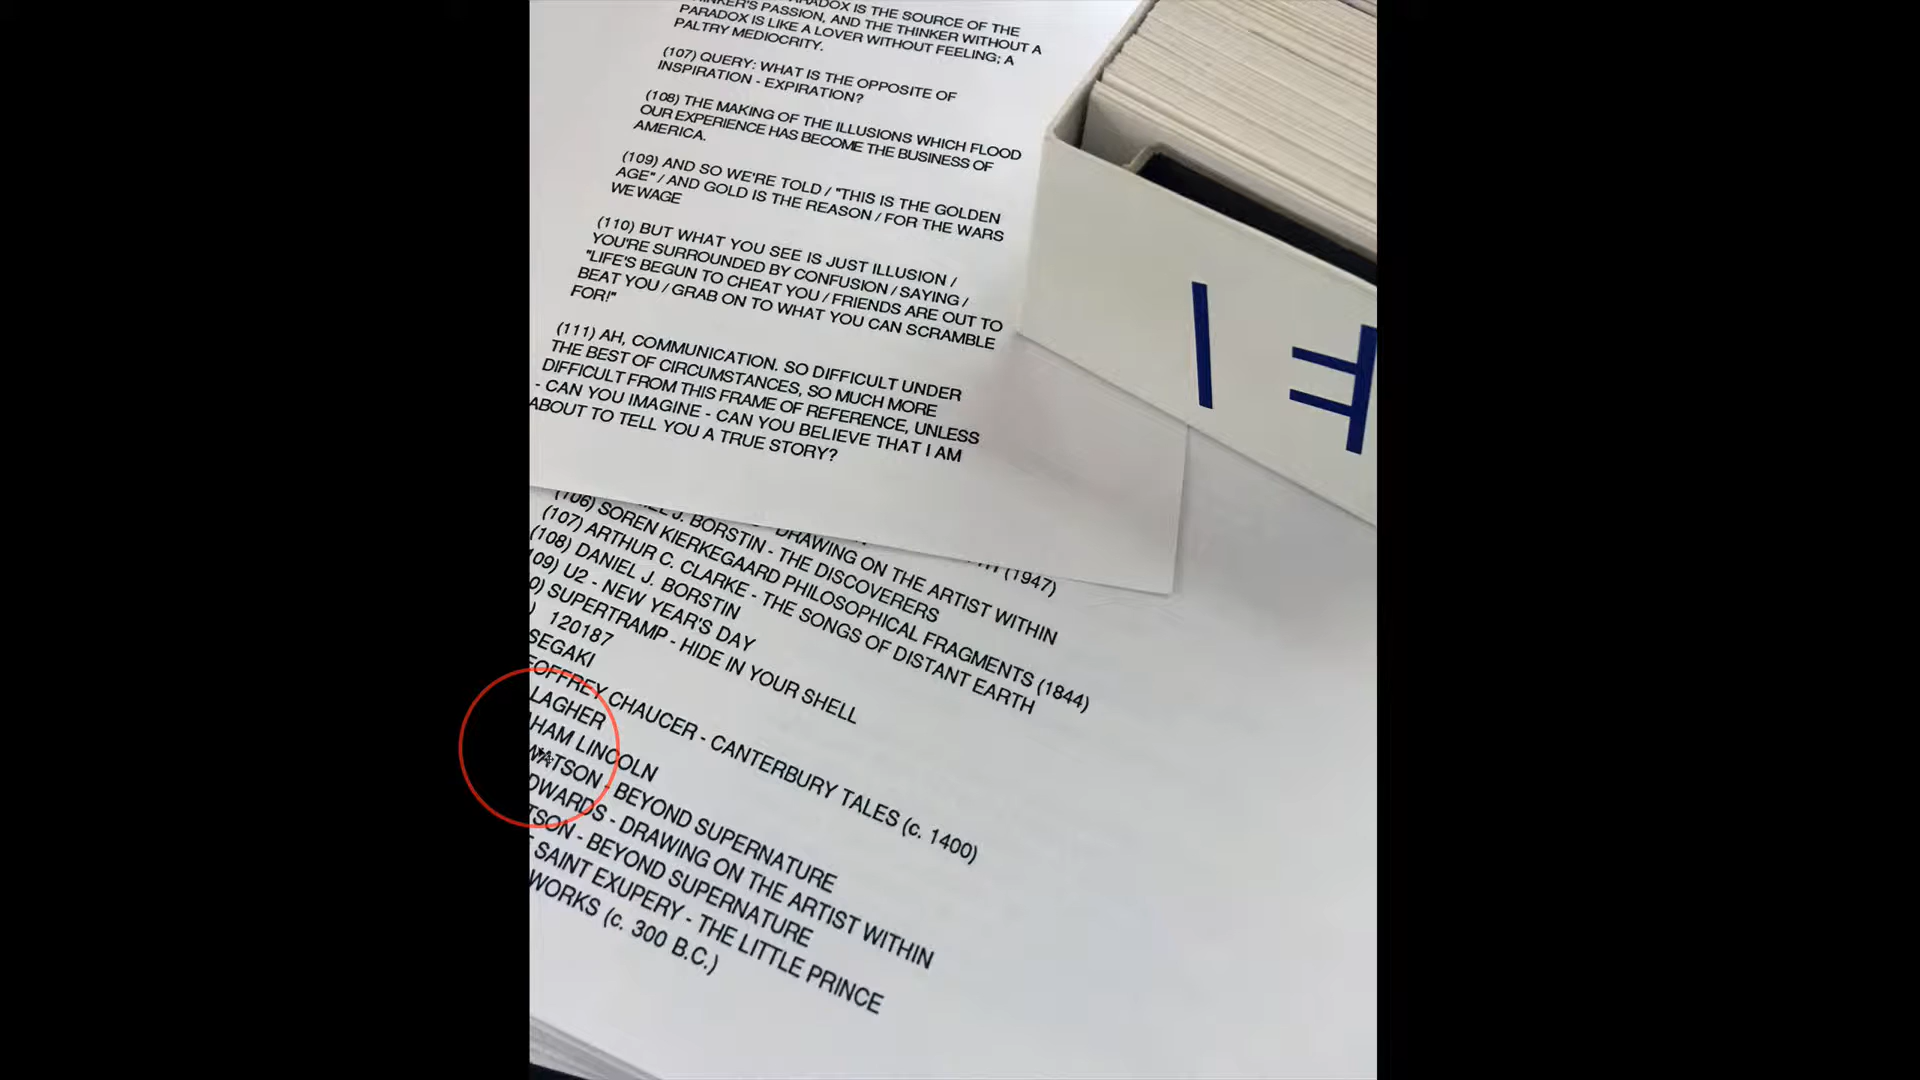 PARADOX IS THE SOURCE OF THE
THINKER'S PASSION, AND THE THINKER WITHOUT A
PARADOX IS LIKE A LOVER WITHOUT FEELING; A
PALTRY MEDIOCRITY.
(107) QUERY: WHAT IS THE OPPOSITE OF
INSPIRATION - EXPIRATION?
(108) THE MAKING OF THE ILLUSIONS WHICH FLOOD
OUR EXPERIENCE HAS BECOME THE BUSINESS OF
AMERICA.
(109) AND SO WE'RE TOLD / "THIS IS THE GOLDEN
AGE" / AND GOLD IS THE REASON / FOR THE WARS
WE WAGE
(110) BUT WHAT YOU SEE IS JUST ILLUSION /
YOU'RE SURROUNDED BY CONFUSION / SAYING /
"LIFE'S BEGUN TO CHEAT YOU / FRIENDS ARE OUT TO
BEAT YOU / GRAB ON TO WHAT YOU CAN SCRAMBLE
FOR!"
(111) AH, COMMUNICATION. SO DIFFICULT UNDER
THE BEST OF CIRCUMSTANCES, SO MUCH MORE
DIFFICULT FROM THIS FRAME OF REFERENCE, UNLESS
- CAN YOU IMAGINE - CAN YOU BELIEVE THAT I AM
ABOUT TO TELL YOU A TRUE STORY?
(1947)
DRAWING ON THE ARTIST WITHIN
J. BORSTIN - THE DISCOVERERS
(106) SOREN KIERKEGAARD PHILOSOPHICAL FRAGMENTS (1844)
(107) ARTHUR C. CLARKE - THE SONGS OF DISTANT EARTH
(108) DANIEL J. BORSTIN
09) U2 - NEW YEAR'S DAY
0) SUPERTRAMP - HIDE IN YOUR SHELL
) 120187
SEGAKI
EOFFREY CHAUCER - CANTERBURY TALES (c. 1400)
LAGHER
HAM LINCOLN
WATSON - BEYOND SUPERNATURE
DWARDS - DRAWING ON THE ARTIST WITHIN
TSON - BEYOND SUPERNATURE
SAINT EXUPERY - THE LITTLE PRINCE
WORKS (c. 300 B.C.)